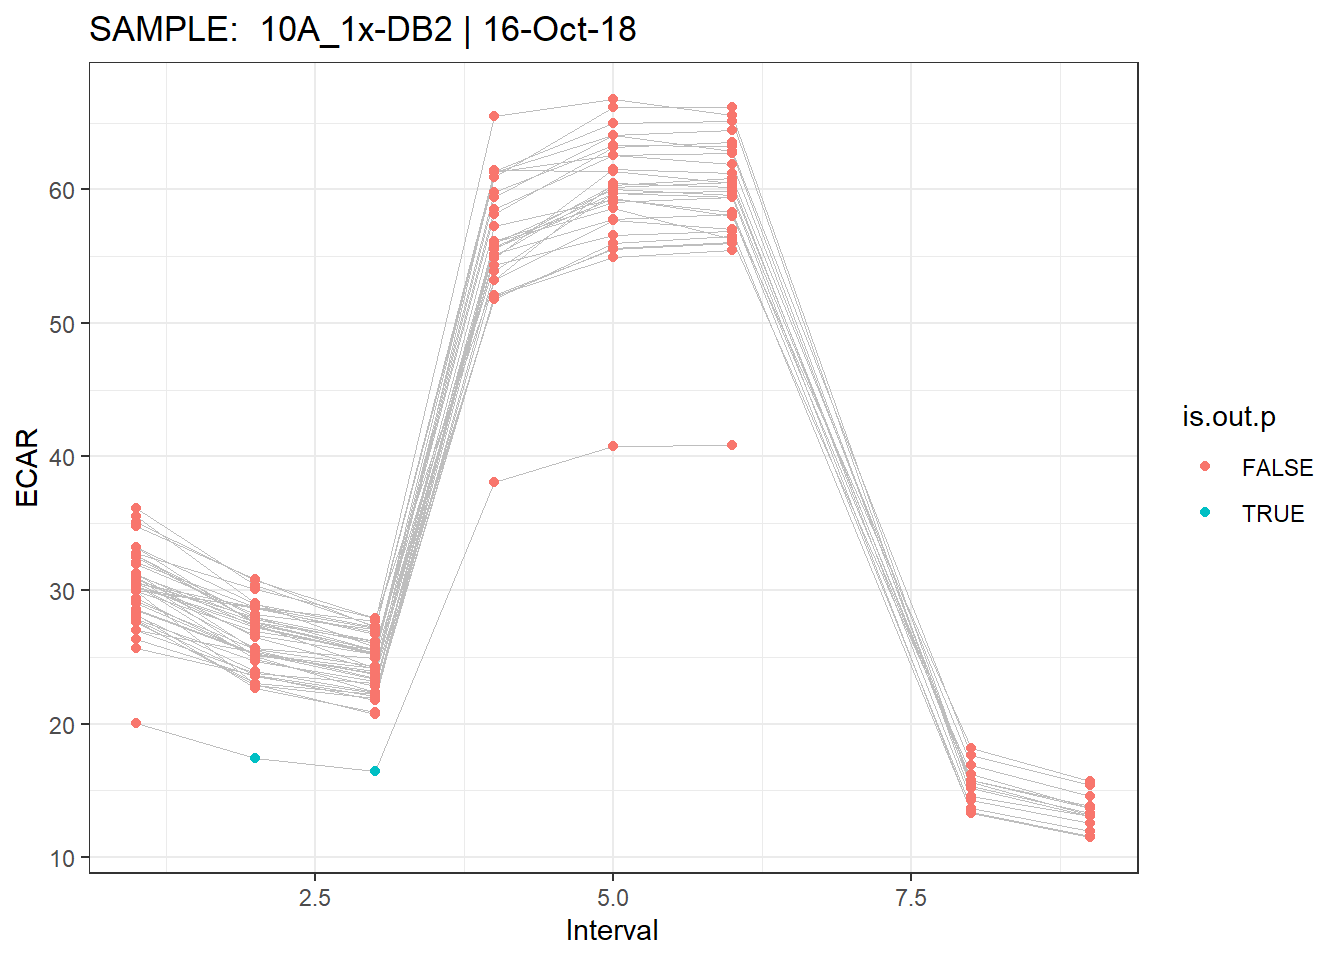 SAMPLE:  10A_1x-DB2 | 16-Oct-18
60
50
40
30
20
10
ECAR
2.5
5.0
7.5
Interval
is.out.p
FALSE
TRUE